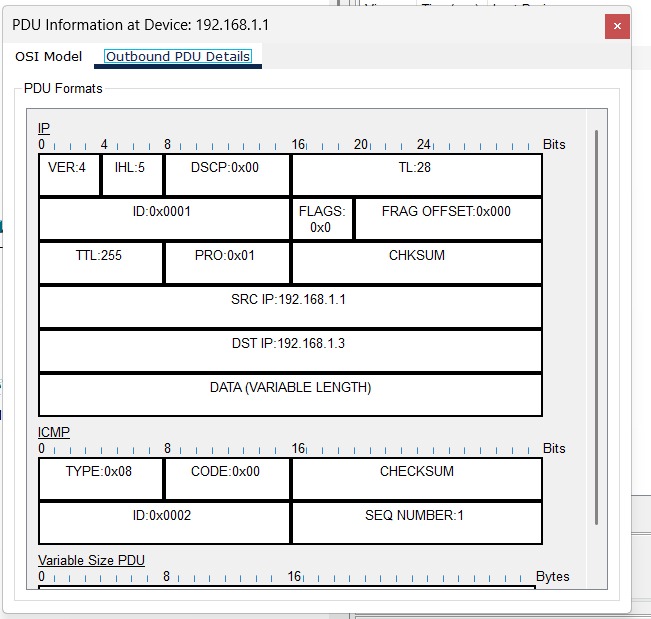 PDU Information at Device: 192.168.1.1
OSI Model Outbound PDU Details
PDU Formats
IP
0 4 8 16 20 24 Bits
VER:4 IHL:5 DSCP:0x00 TL:28
ID:0x0001 FLAGS: 0x0 FRAG OFFSET:0x000
TTL:255 PRO:0x01 CHKSUM
SRC IP:192.168.1.1
DST IP:192.168.1.3
DATA (VARIABLE LENGTH)
ICMP
0 8 16 Bits
TYPE:0x08 CODE:0x00 CHECKSUM
ID:0x0002 SEQ NUMBER:1
Variable Size PDU
0 8 16 Bytes